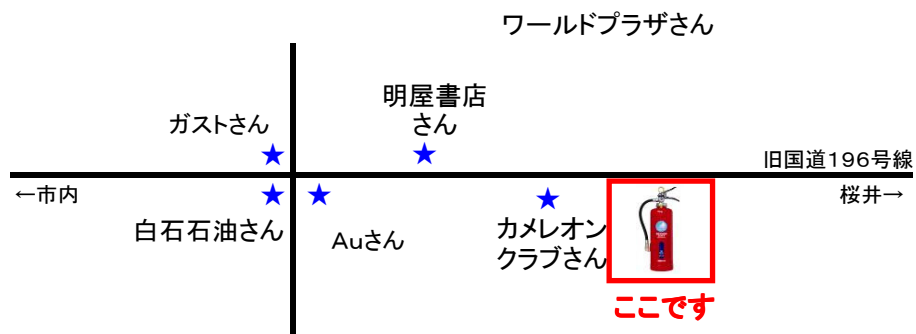 ワールドプラザさん
明屋書店
さん
ガストさん
旧国道196号線
←市内
桜井→
白石石油さん
Auさん
カメレオン
クラブさん
ここです